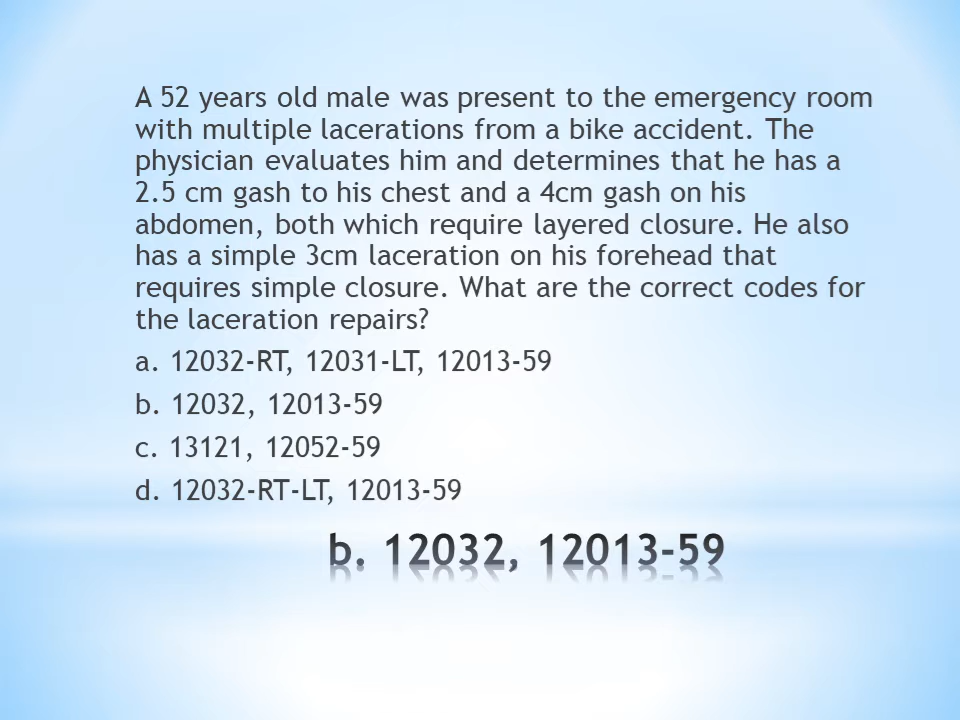 A 52 years old male was present to the emergency room
with multiple lacerations from a bike accident. The
physician evaluates him and determines that he has a
2.5 cm gash to his chest and a 4cm gash on his
abdomen, both which require layered closure. He also
has a simple 3cm laceration on his forehead that
requires simple closure. What are the correct codes for
the laceration repairs?
a. 12032-RT, 12031-LT, 12013-59
b. 12032, 12013-59
c. 13121, 12052-59
d. 12032-RT-LT, 12013-59
b. 12032, 12013-59